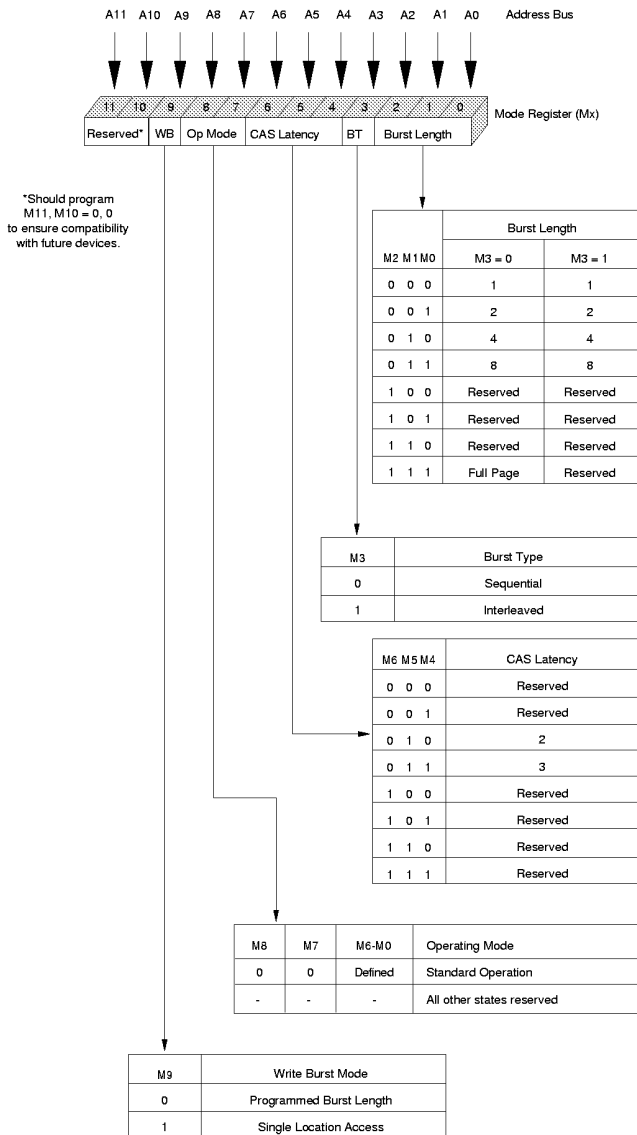 A11 A10 A9 A8 A7 A6 A5 A4 A3 A2 A1 A0 Address Bus
11 10 9 8 7 6 5 4 3 2 1 0 Mode Register (Mx)
Reserved* WB Op Mode CAS Latency BT Burst Length
*Should program
M11, M10 = 0, 0
to ensure compatibility
with future devices.
Burst Length
M2 M1 M0 M3 = 0 M3 = 1
0 0 0 1 1
0 0 1 2 2
0 1 0 4 4
0 1 1 8 8
1 0 0 Reserved Reserved
1 0 1 Reserved Reserved
1 1 0 Reserved Reserved
1 1 1 Full Page Reserved
M3 Burst Type
0 Sequential
1 Interleaved
M6 M5 M4 CAS Latency
0 0 0 Reserved
0 0 1 Reserved
0 1 0 2
0 1 1 3
1 0 0 Reserved
1 0 1 Reserved
1 1 0 Reserved
1 1 1 Reserved
M8 M7 M6-M0 Operating Mode
0 0 Defined Standard Operation
- - - All other states reserved
M9 Write Burst Mode
0 Programmed Burst Length
1 Single Location Access